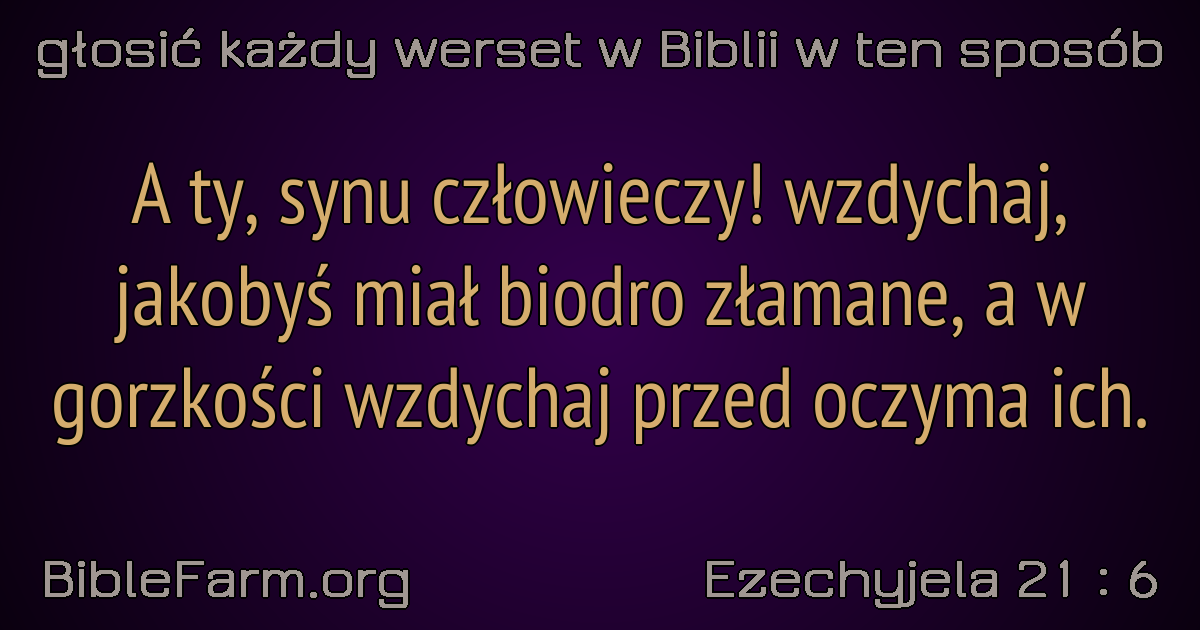 głosić każdy werset w Biblii w ten sposób
A ty, synu człowieczy! wzdychaj,
jakobyś miał biodro złamane, a w
gorzkości wzdychaj przed oczyma ich.
BibleFarm.org
Ezechyjela 21 : 6